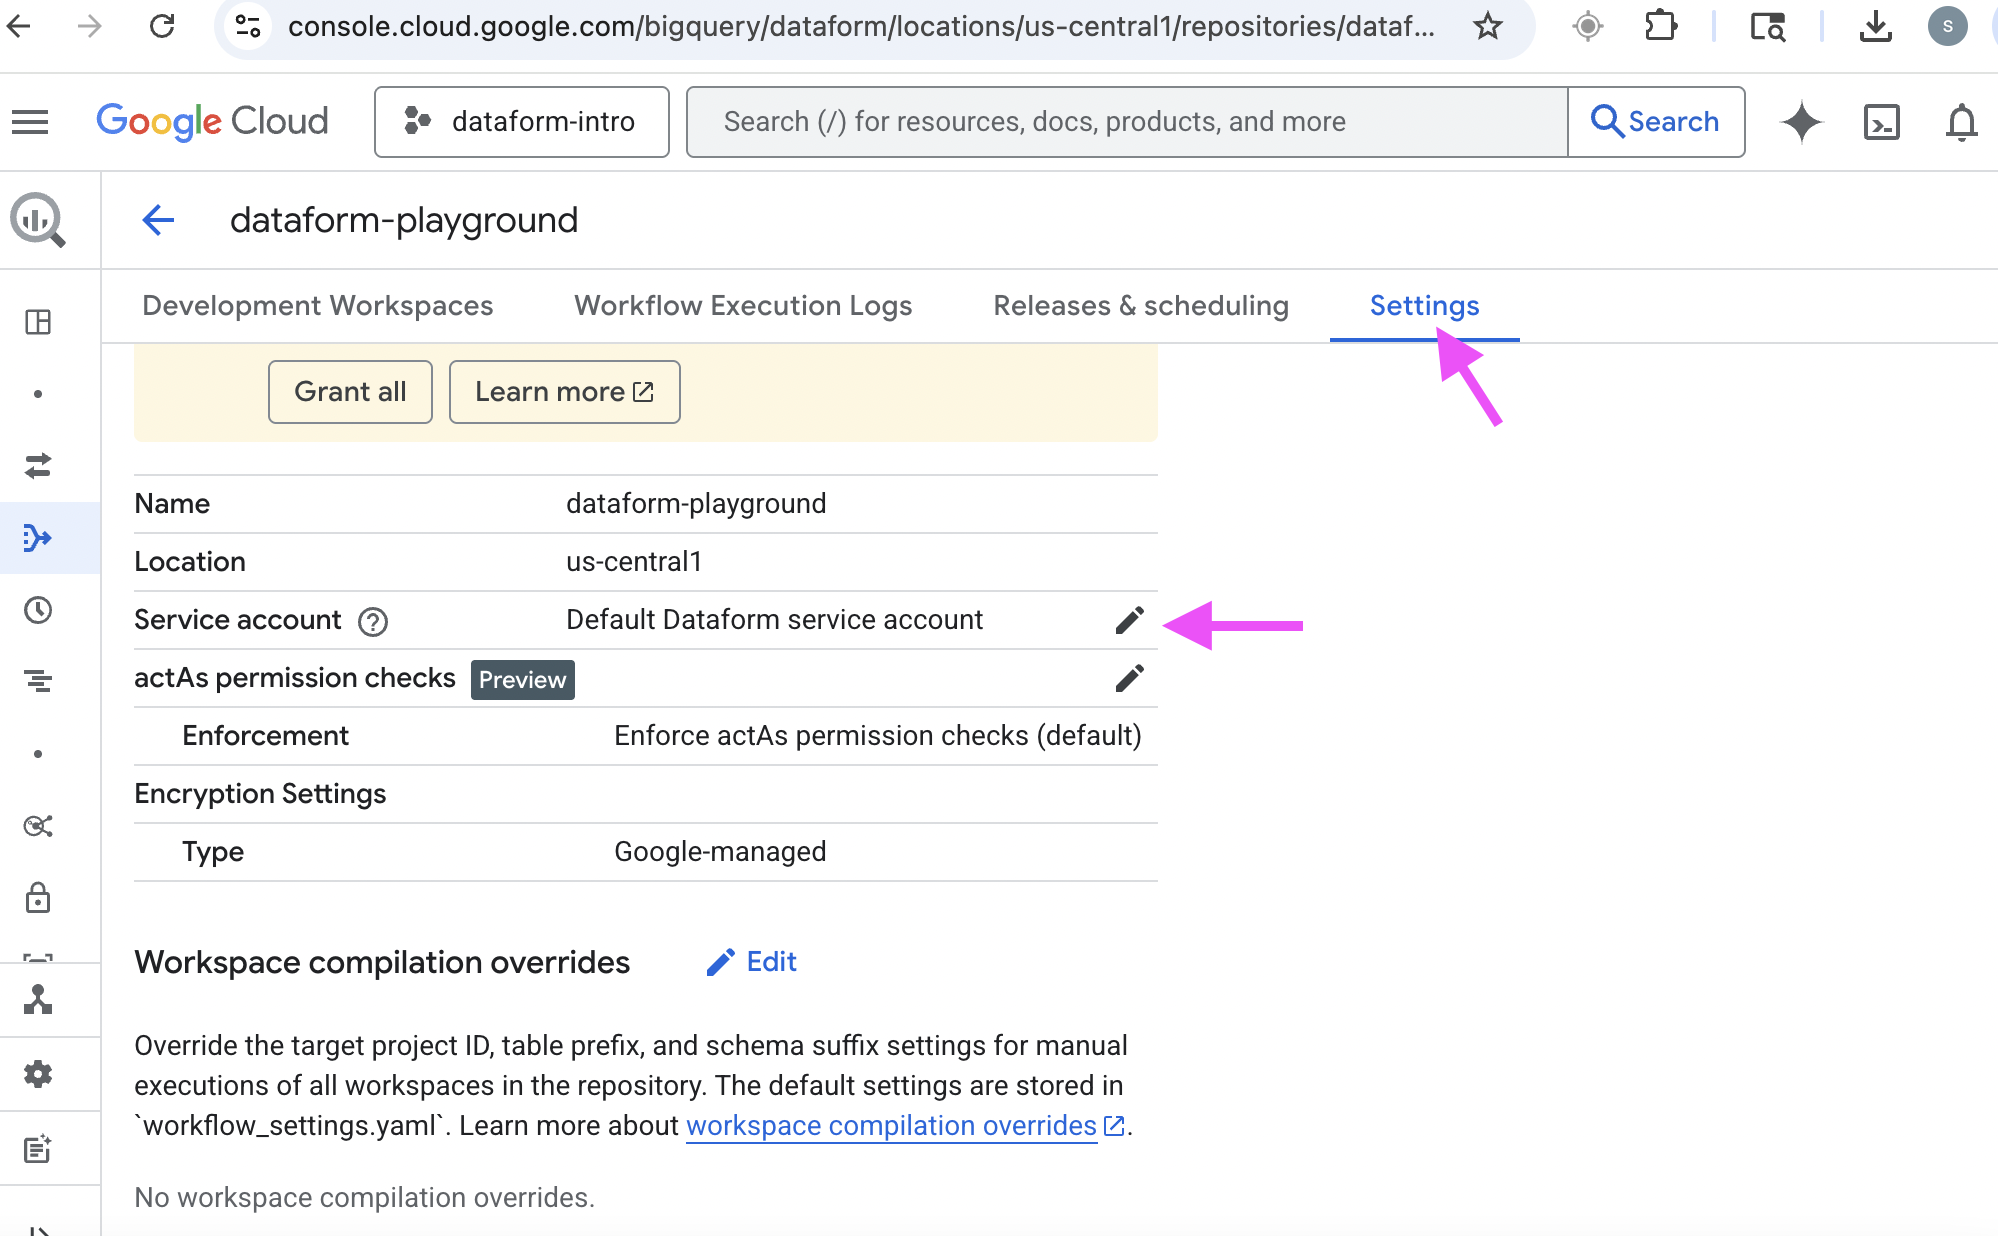 console.cloud.google.com/bigquery/dataform/locations/us-central1/repositories/dataf...
S
Google Cloud
dataform-intro
Search (/) for resources, docs, products, and more
Search
dataform-playground
Development Workspaces
Workflow Execution Logs
Releases & scheduling
Settings
Grant all
Learn more
Name
dataform-playground
Location
us-central1
Service account
Default Dataform service account
actAs permission checks
Preview
Enforcement
Enforce actAs permission checks (default)
Encryption Settings
Type
Google-managed
Workspace compilation overrides
Edit
Override the target project ID, table prefix, and schema suffix settings for manual
executions of all workspaces in the repository. The default settings are stored in
`workflow_settings.yaml`. Learn more about workspace compilation overrides.
No workspace compilation overrides.